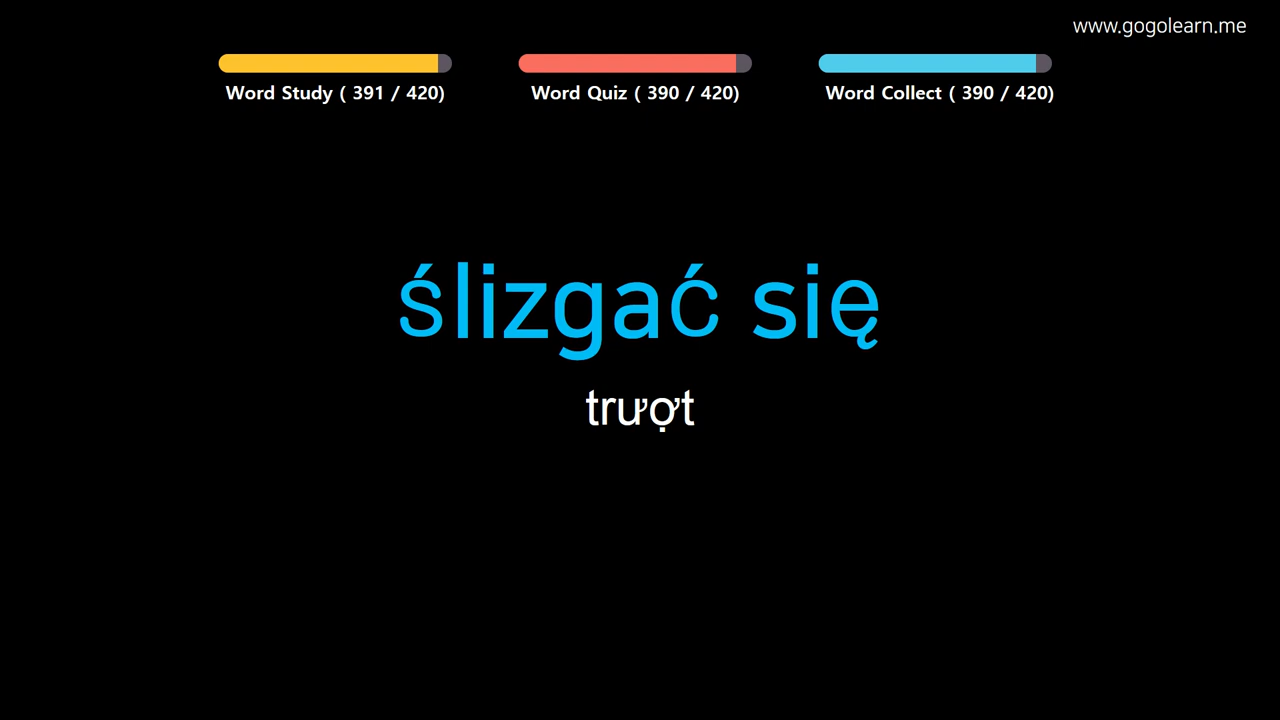 www.gogolearn.me
Word Study ( 391 / 420)
Word Quiz ( 390 / 420)
Word Collect ( 390 / 420)
ślizgać się
trượt